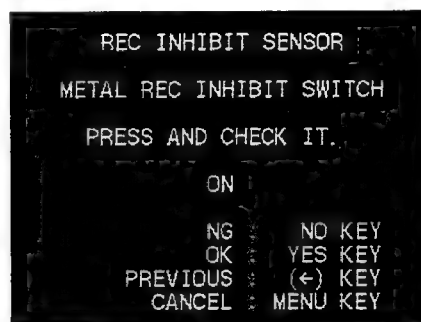 REC INHIBIT SENSOR
METAL REC INHIBIT SWITCH
PRESS AND CHECK IT.
ON
NG : NO KEY
OK : YES KEY
PREVIOUS : (←) KEY
CANCEL : MENU KEY